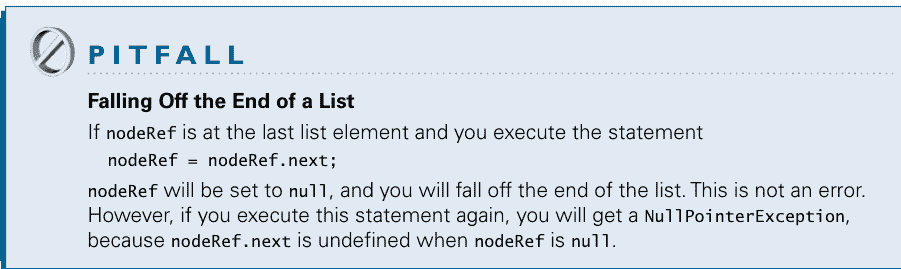 PITFALL
Falling Off the End of a List
If nodeRef is at the last list element and you execute the statement
nodeRef = nodeRef.next;
nodeRef will be set to null, and you will fall off the end of the list. This is not an error.
However, if you execute this statement again, you will get a NullPointerException,
because nodeRef.next is undefined when nodeRef is null.